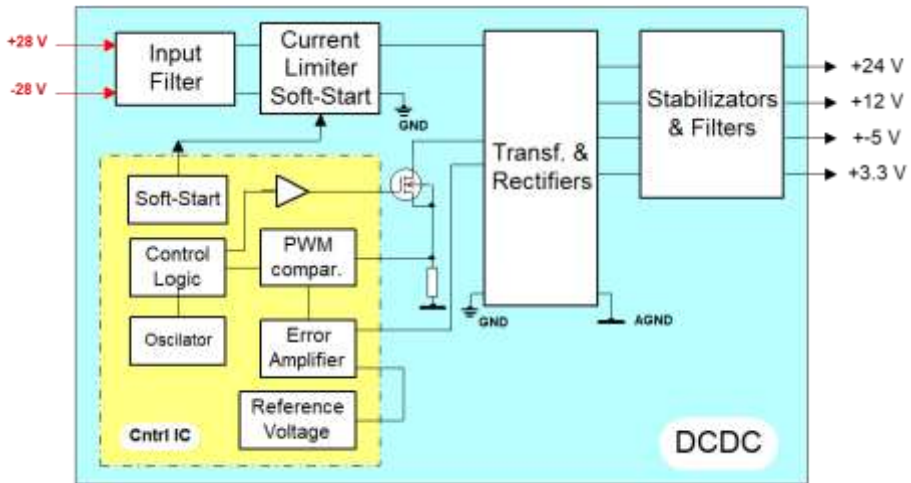 +28 V
-28 V
Input
Filter
Current
Limiter
Soft-Start
GND
Transf. &
Rectifiers
Stabilizators
& Filters
+24 V
+12 V
+-5 V
+3.3 V
Soft-Start
Control
Logic
PWM
compar.
Oscilator
Error
Amplifier
Reference
Voltage
Cntrl IC
GND
AGND
DCDC